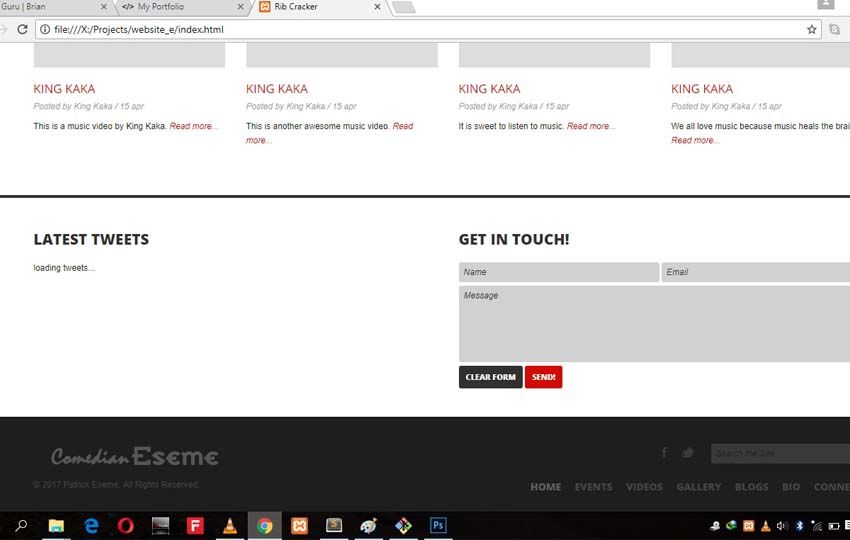 Guru | Brian
My Portfolio
Rib Cracker
file:///X:/Projects/website_e/index.html
KING KAKA
Posted by King Kaka / 15 apr
This is a music video by King Kaka. Read more...
KING KAKA
Posted by King Kaka / 15 apr
This is another awesome music video. Read
more...
KING KAKA
Posted by King Kaka / 15 apr
It is sweet to listen to music. Read more...
KING KAKA
Posted by King Kaka / 15 apr
We all love music because music heals the brai
Read more...
LATEST TWEETS
loading tweets...
GET IN TOUCH!
Name
Email
Message
CLEAR FORM
SEND!
Comedian Eseme
© 2017 Patrick Eseme. All Rights Reserved.
f
Search the Site
HOME EVENTS VIDEOS GALLERY BLOGS BIO CONNE
e
F
S
Ps